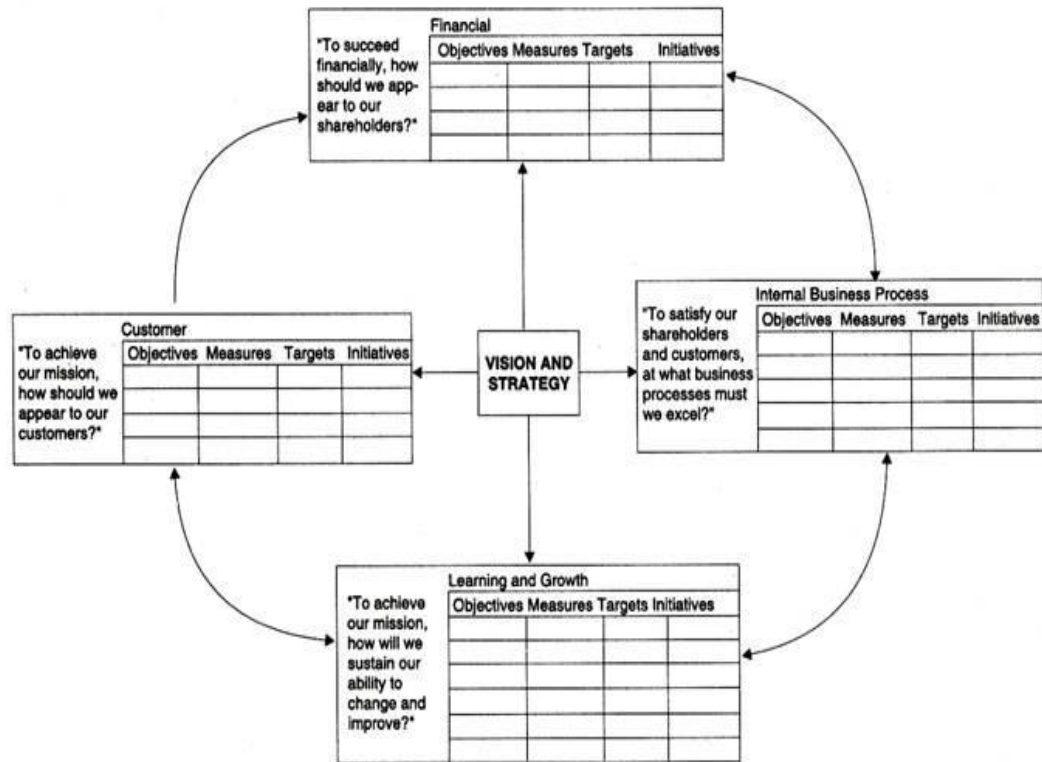 Financial
"To succeed
financially, how
should we app-
ear to our
shareholders?"
Objectives Measures Targets Initiatives
Customer
"To achieve
our mission,
how should we
appear to our
customers?"
Objectives Measures Targets Initiatives
VISION AND
STRATEGY
Internal Business Process
"To satisfy our
shareholders
and customers,
at what business
processes must
we excel?"
Objectives Measures Targets Initiatives
Learning and Growth
"To achieve
our mission,
how will we
sustain our
ability to
change and
improve?"
Objectives Measures Targets Initiatives